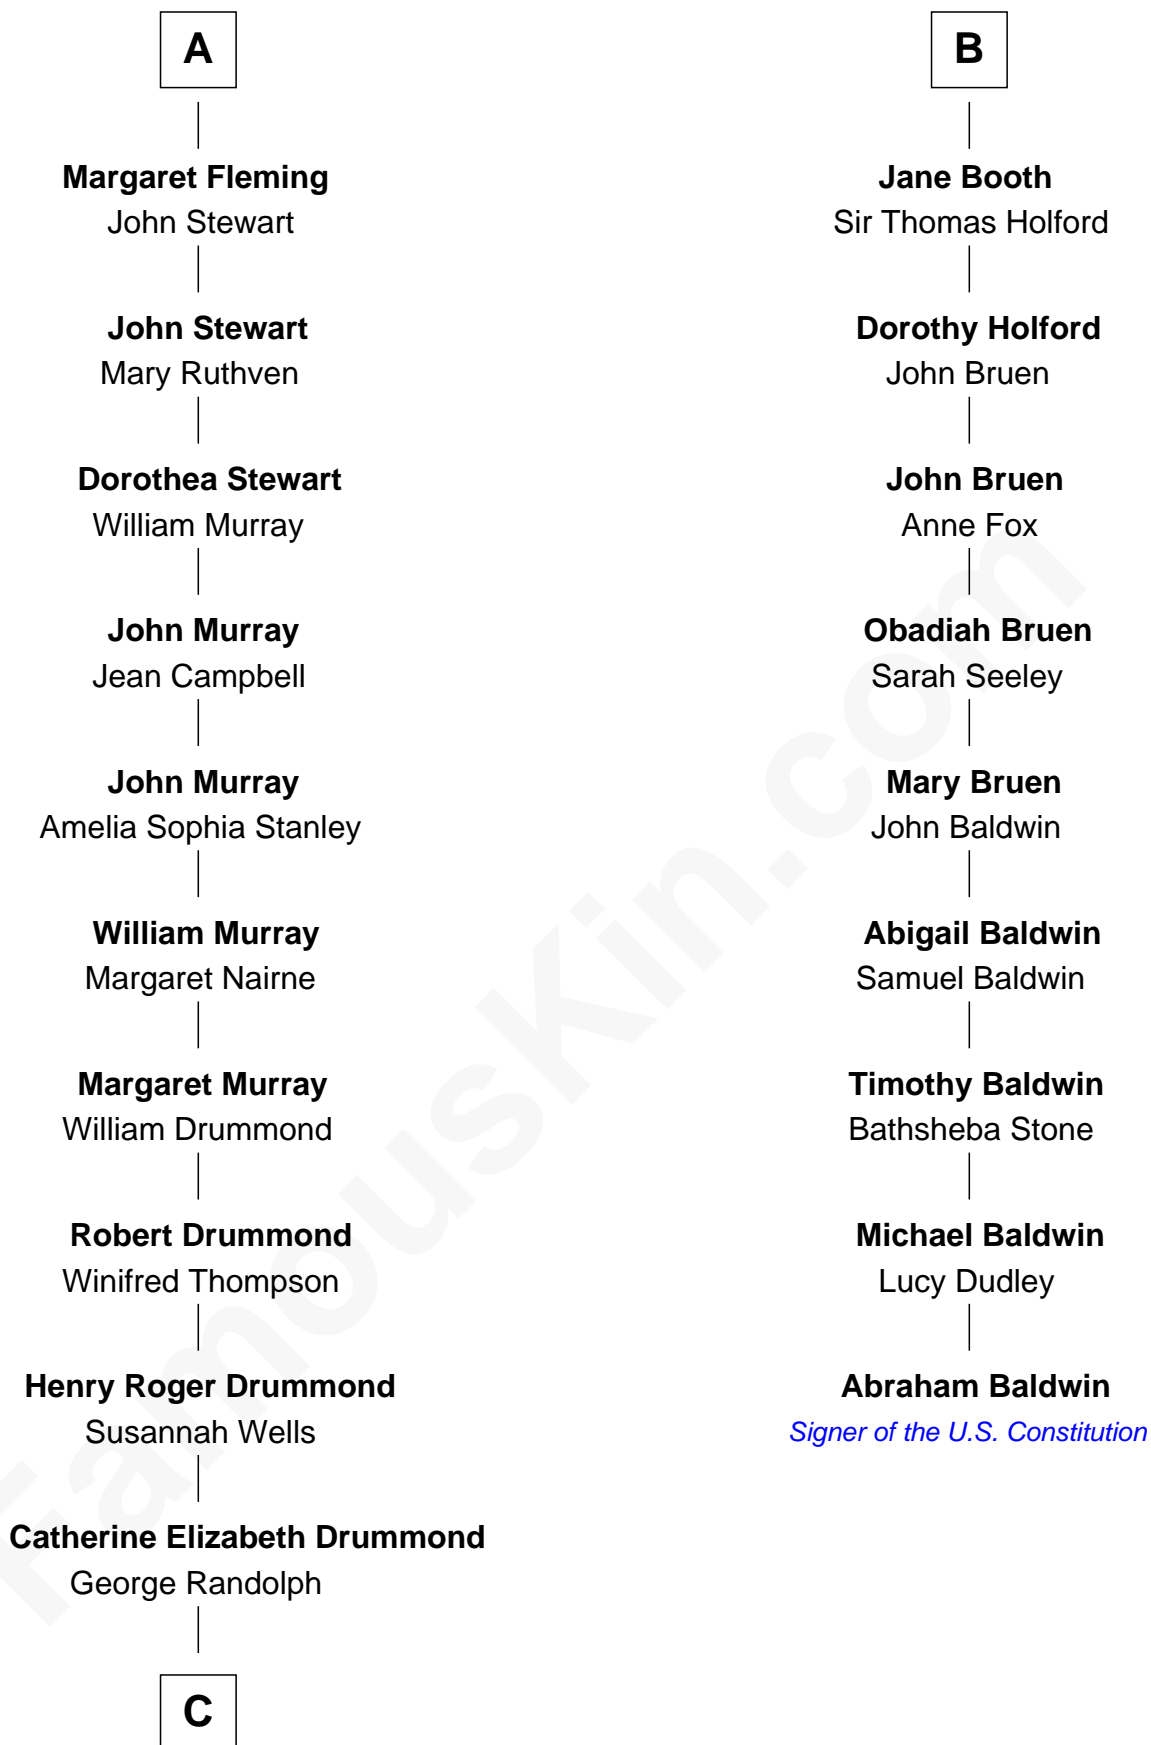 A
Margaret Fleming
John Stewart
John Stewart
Mary Ruthven
Dorothea Stewart
William Murray
John Murray
Jean Campbell
John Murray
Amelia Sophia Stanley
William Murray
Margaret Nairne
Margaret Murray
William Drummond
Robert Drummond
Winifred Thompson
Henry Roger Drummond
Susannah Wells
Catherine Elizabeth Drummond
George Randolph
C
B
Jane Booth
Sir Thomas Holford
Dorothy Holford
John Bruen
John Bruen
Anne Fox
Obadiah Bruen
Sarah Seeley
Mary Bruen
John Baldwin
Abigail Baldwin
Samuel Baldwin
Timothy Baldwin
Bathsheba Stone
Michael Baldwin
Lucy Dudley
Abraham Baldwin
Signer of the U.S. Constitution
FamousKin.com